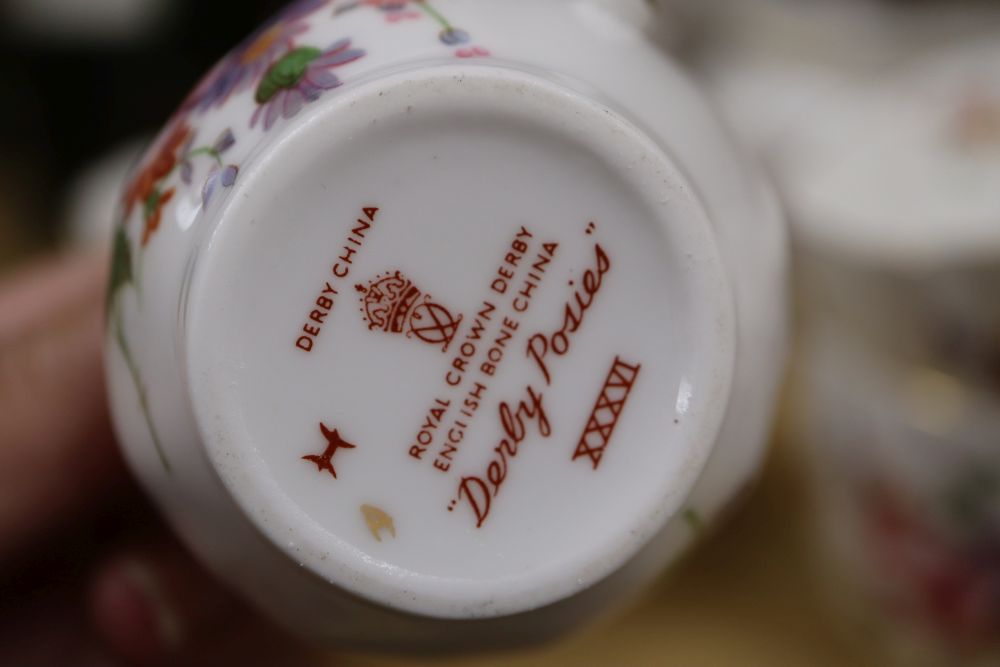 DERBY CHINA
ROYAL CROWN DERBY
ENGLISH BONE CHINA
"Derby Posies"
XXXVI